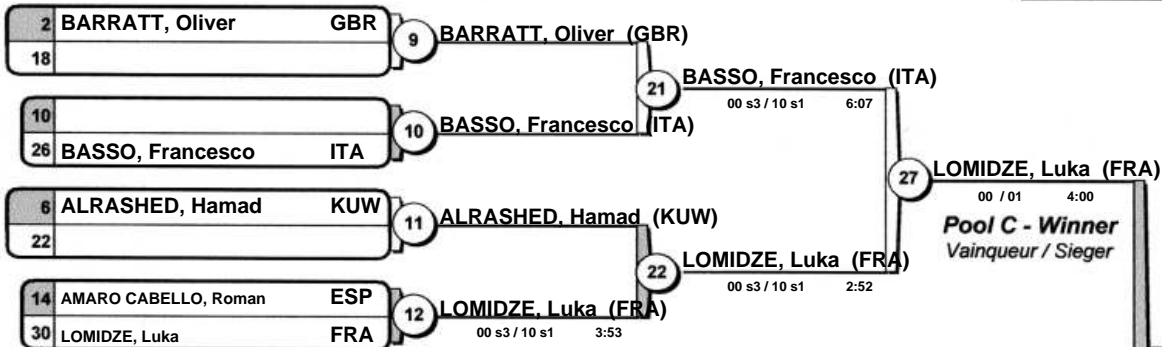 2 BARRATT, Oliver GBR
18
9 BARRATT, Oliver (GBR)
10
26 BASSO, Francesco ITA
10 BASSO, Francesco (ITA)
21 BASSO, Francesco (ITA)
00 s3 / 10 s1 6:07
6 ALRASHED, Hamad KUW
22
11 ALRASHED, Hamad (KUW)
14 AMARO CABELLO, Roman ESP
30 LOMIDZE, Luka FRA
12 LOMIDZE, Luka (FRA)
00 s3 / 10 s1 3:53
22 LOMIDZE, Luka (FRA)
00 s3 / 10 s1 2:52
27 LOMIDZE, Luka (FRA)
00 / 01 4:00
Pool C - Winner
Vainqueur / Sieger